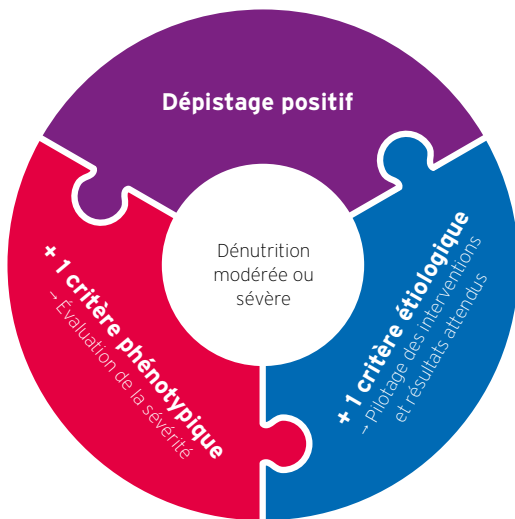 Dépistage positif
Dénutrition
modérée ou
sévère
+ 1 critère phénotypique
→ Évaluation de la sévérité
+ 1 critère étiologique
→ Pilotage des interventions
et résultats attendus